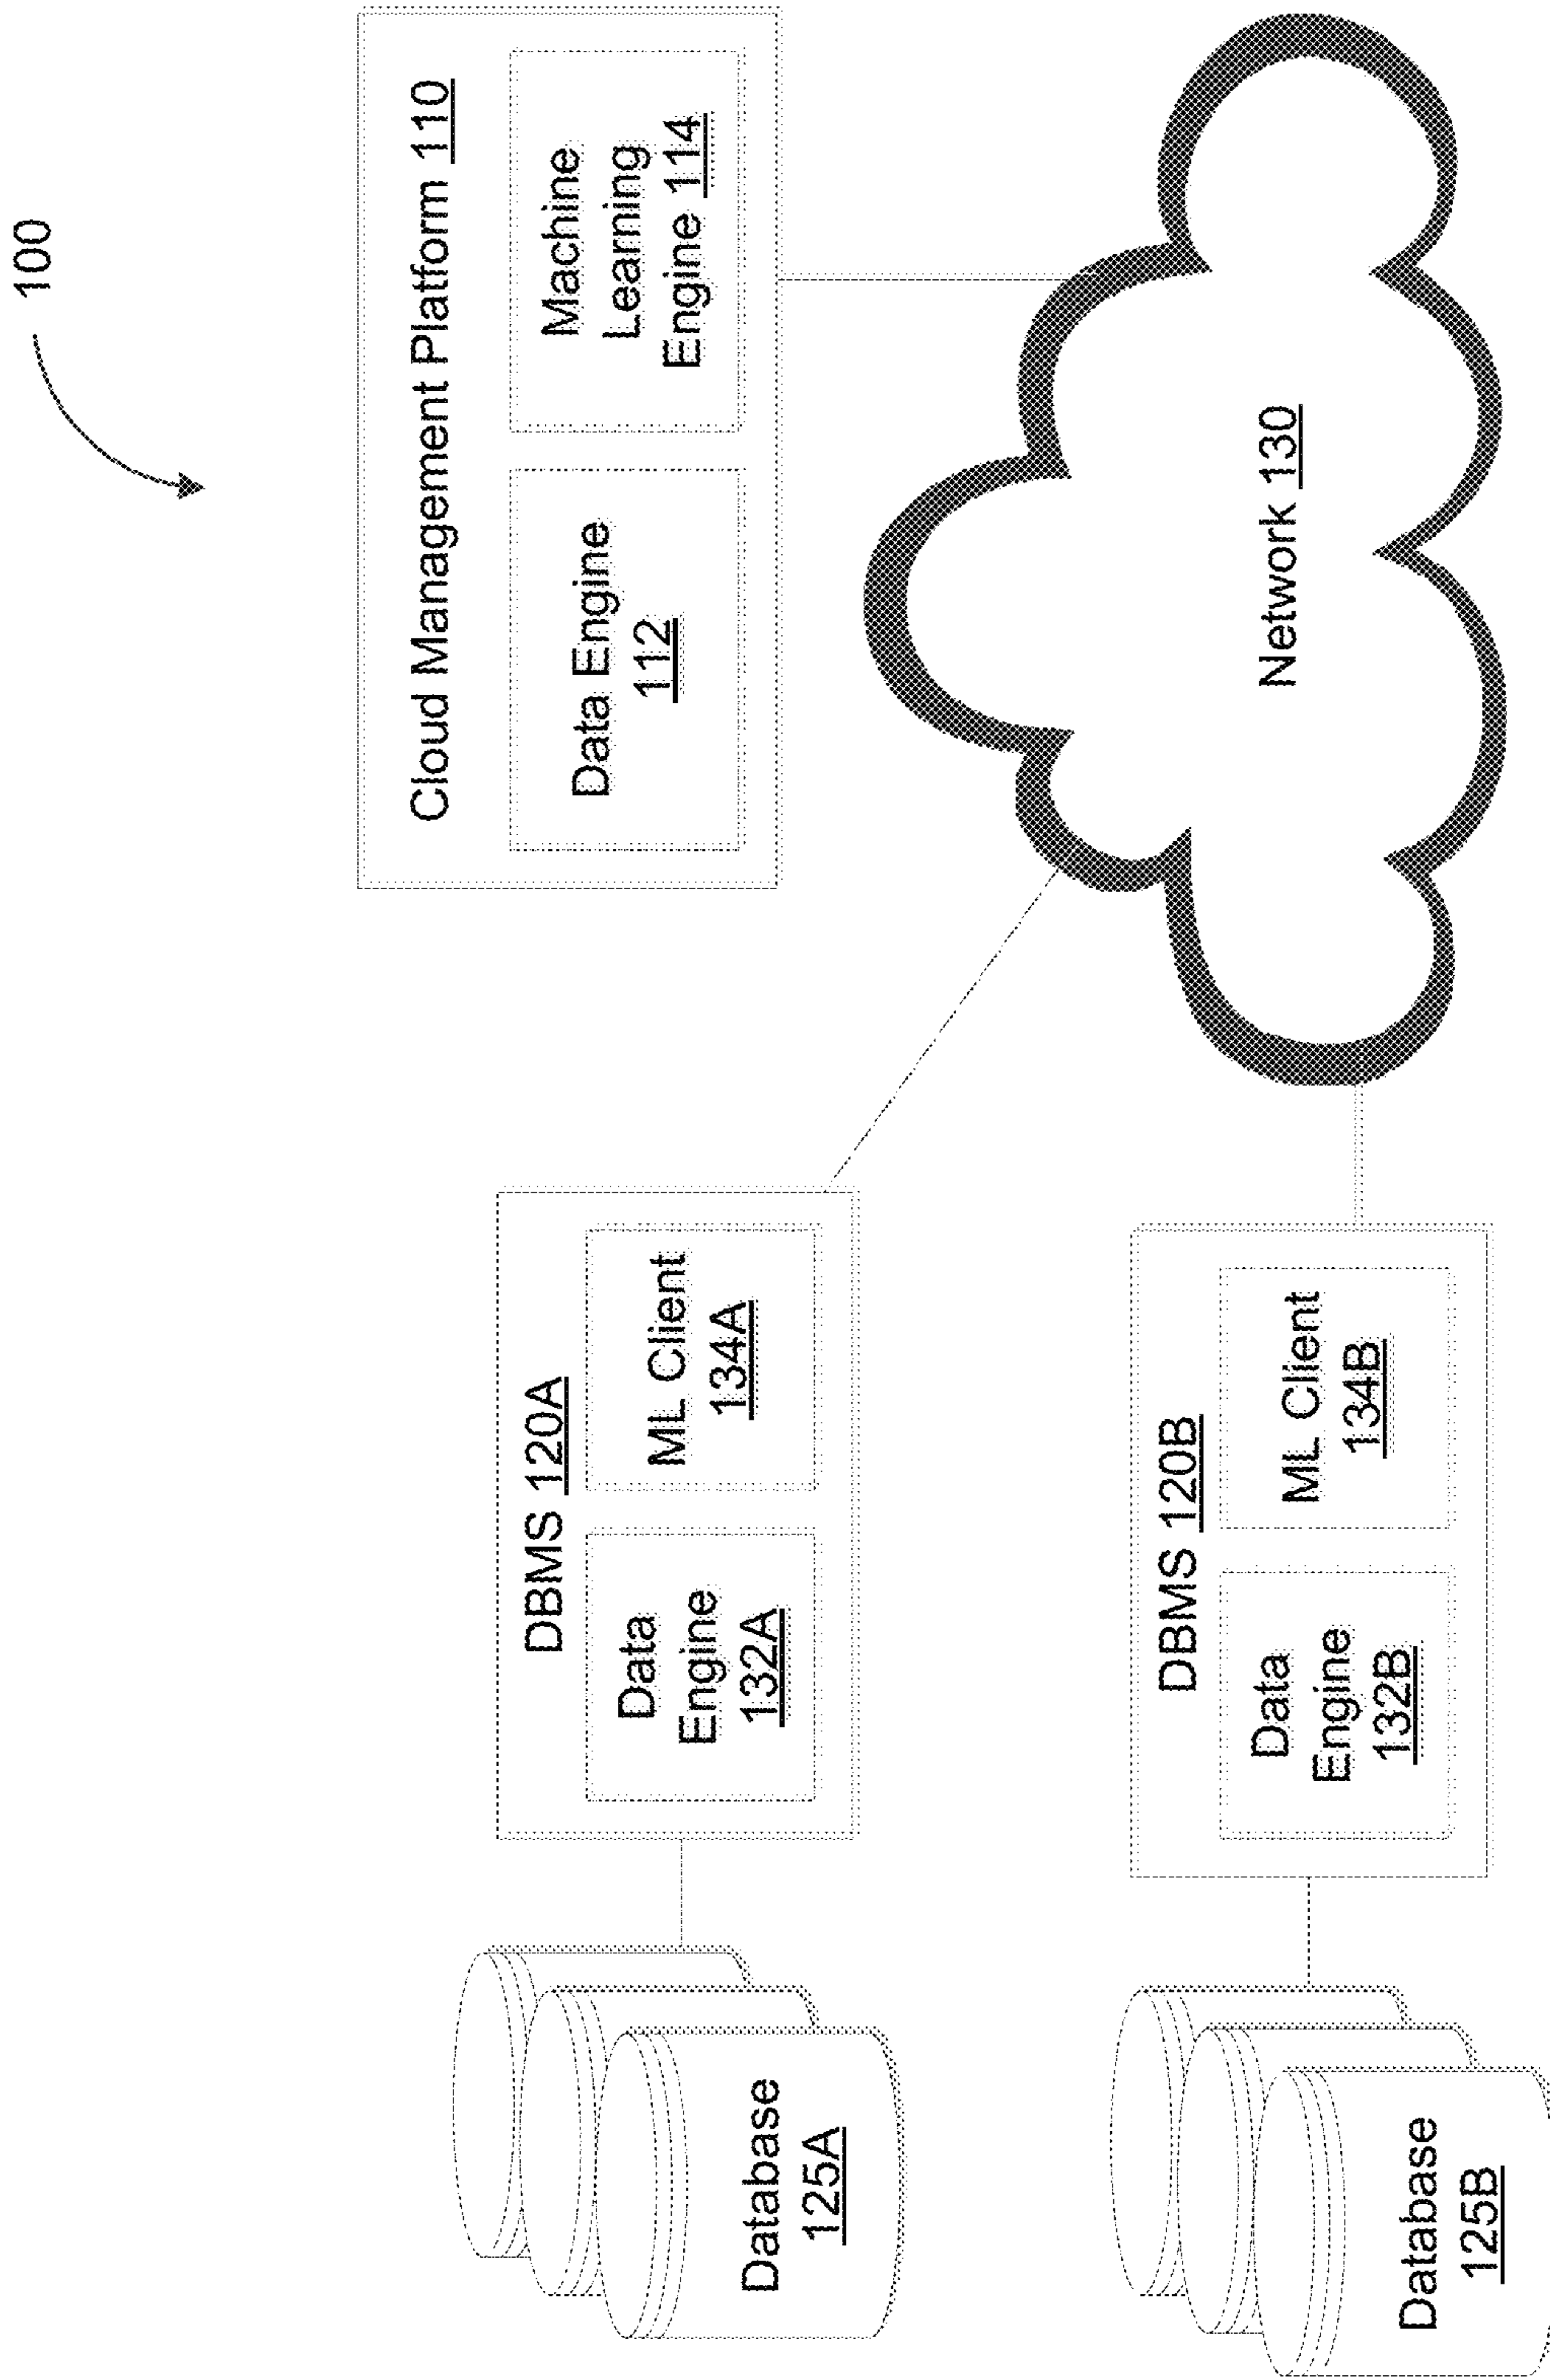 100
Cloud Management Platform 110
Data Engine
112
Machine
Learning
Engine 114
DBMS 120A
Data
Engine
132A
ML Client
134A
Database
125A
Network 130
DBMS 120B
Data
Engine
132B
ML Client
134B
Database
125B